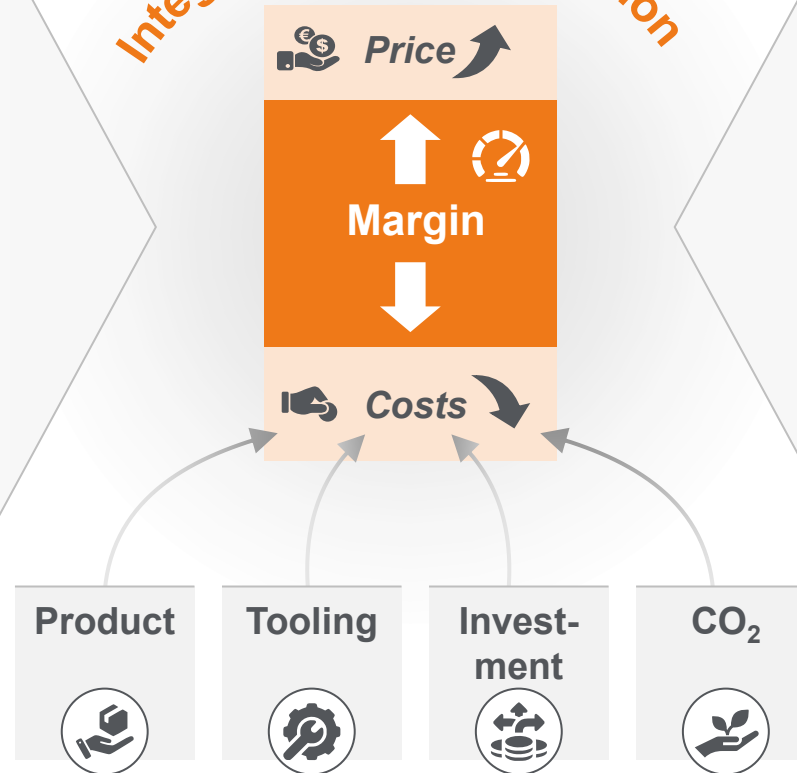 Price
Margin
Costs
Product
Tooling
Invest-
ment
CO₂